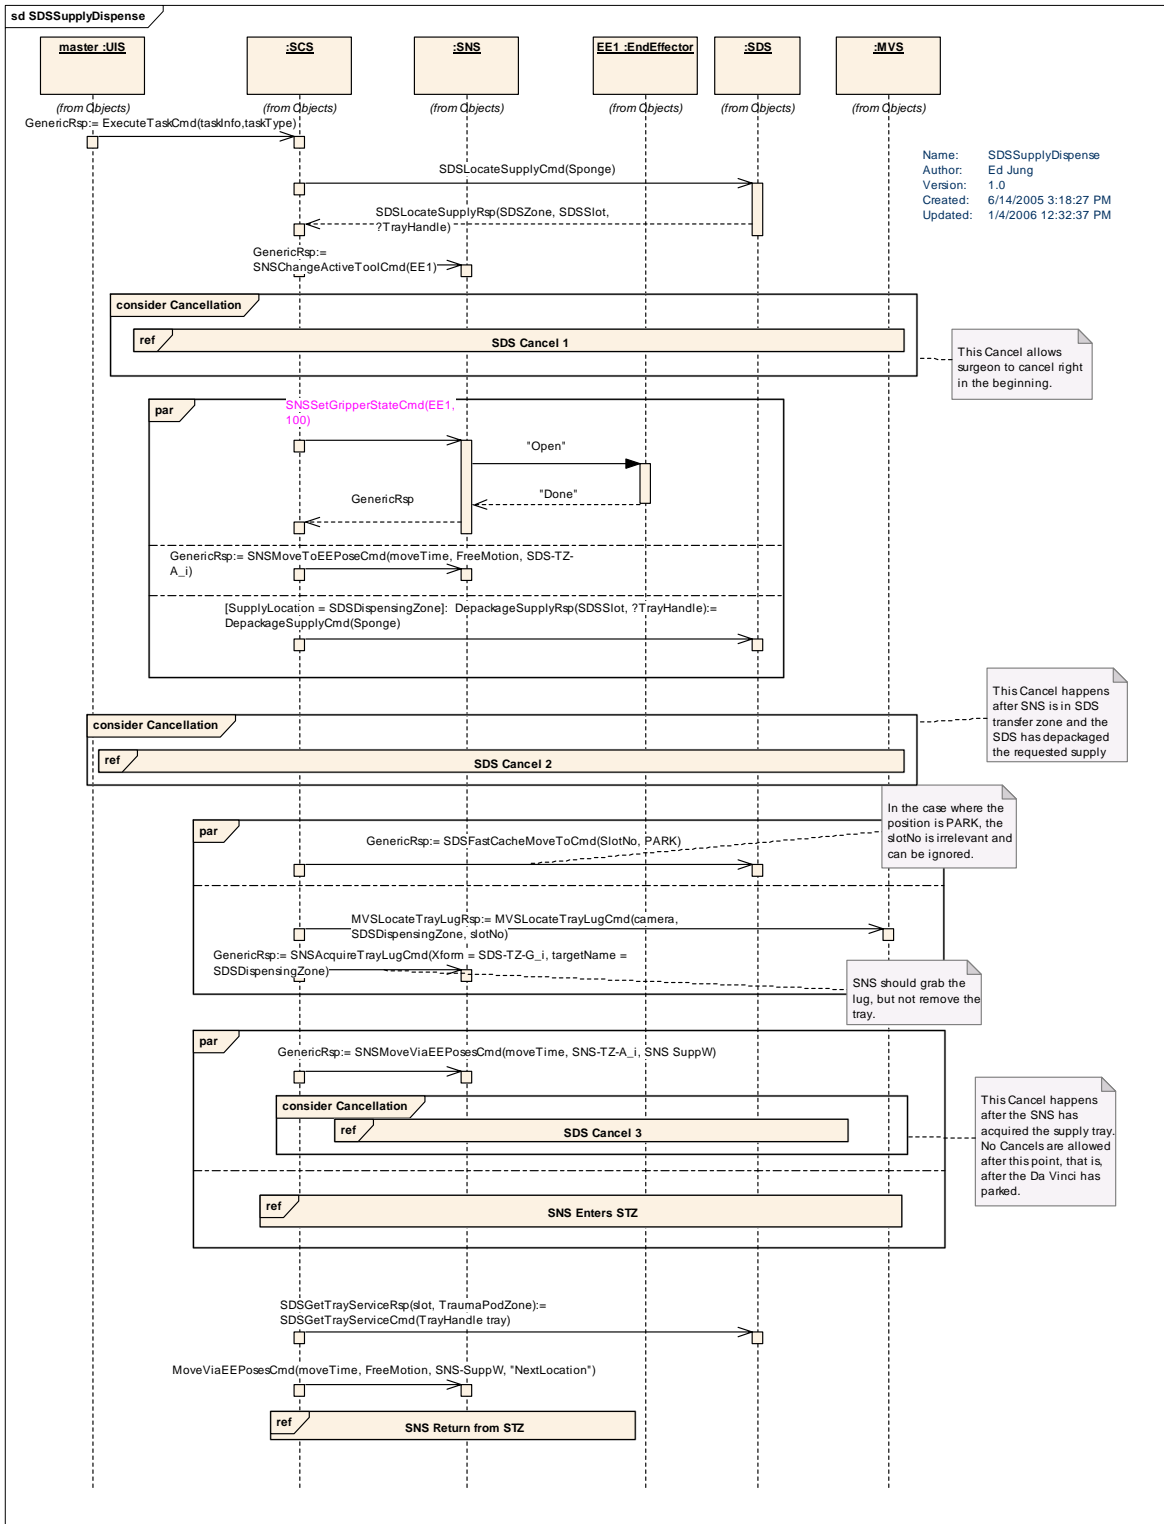 sd SDSSupplyDispense
master :UIS
:SCS
:SNS
EE1 :EndEffector
:SDS
:MVS
(from Objects)
(from Objects)
(from Objects)
(from Objects)
(from Objects)
(from Objects)
GenericRsp:= ExecuteTaskCmd(taskInfo,taskType)
Name: SDSSupplyDispense
Author: Ed Jung
Version: 1.0
Created: 6/14/2005 3:18:27 PM
Updated: 1/4/2006 12:32:37 PM
SDSLocateSupplyCmd(Sponge)
SDSLocateSupplyRsp(SDSZone, SDSSlot,
?TrayHandle)
GenericRsp:=
SNSChangeActiveToolCmd(EE1)
consider Cancellation
ref
SDS Cancel 1
This Cancel allows
surgeon to cancel right
in the beginning.
par
SNSSetGripperStateCmd(EE1,
100)
"Open"
"Done"
GenericRsp
GenericRsp:= SNSMoveToEEPoseCmd(moveTime, FreeMotion, SDS-TZ-
A_i)
[SupplyLocation = SDSDispensingZone]: DepackageSupplyRsp(SDSSlot, ?TrayHandle):=
DepackageSupplyCmd(Sponge)
This Cancel happens
after SNS is in SDS
transfer zone and the
SDS has depackaged
the requested supply
consider Cancellation
ref
SDS Cancel 2
In the case where the
position is PARK, the
slotNo is irrelevant and
can be ignored.
par
GenericRsp:= SDSFastCacheMoveToCmd(SlotNo, PARK)
MVSLocateTrayLugRsp:= MVSLocateTrayLugCmd(camera,
SDSDispensingZone, slotNo)
GenericRsp:= SNSAcquireTrayLugCmd(Xform = SDS-TZ-G_i, targetName =
SDSDispensingZone)
SNS should grab the
lug, but not remove the
tray.
par
GenericRsp:= SNSMoveViaEEPosesCmd(moveTime, SNS-TZ-A_i, SNS SuppW)
consider Cancellation
ref
SDS Cancel 3
This Cancel happens
after the SNS has
acquired the supply tray.
No Cancels are allowed
after this point, that is,
after the Da Vinci has
parked.
ref
SNS Enters STZ
SDSGetTrayServiceRsp(slot, TraumaPodZone):=
SDSGetTrayServiceCmd(TrayHandle tray)
MoveViaEEPosesCmd(moveTime, FreeMotion, SNS-SuppW, "NextLocation")
ref
SNS Return from STZ